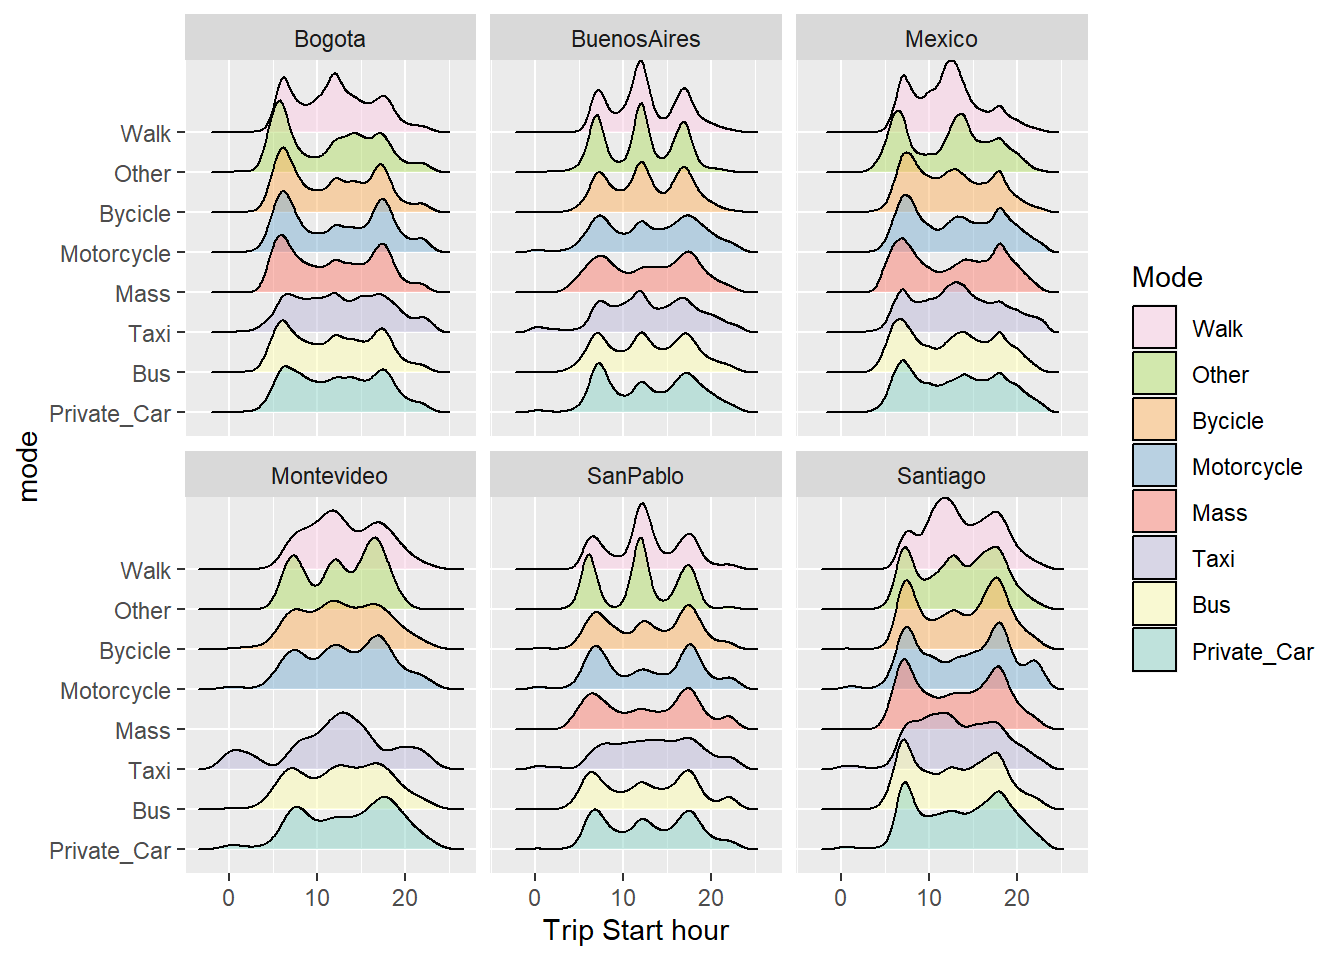 Bogota
BuenosAires
Mexico
Walk
Other
Bycicle
Motorcycle
Mass
Taxi
Bus
Private_Car
Montevideo
SanPablo
Santiago
Walk
Other
Bycicle
Motorcycle
Mass
Taxi
Bus
Private_Car
0 10 20 0 10 20 0 10 20
Trip Start hour
mode
Mode
Walk
Other
Bycicle
Motorcycle
Mass
Taxi
Bus
Private_Car